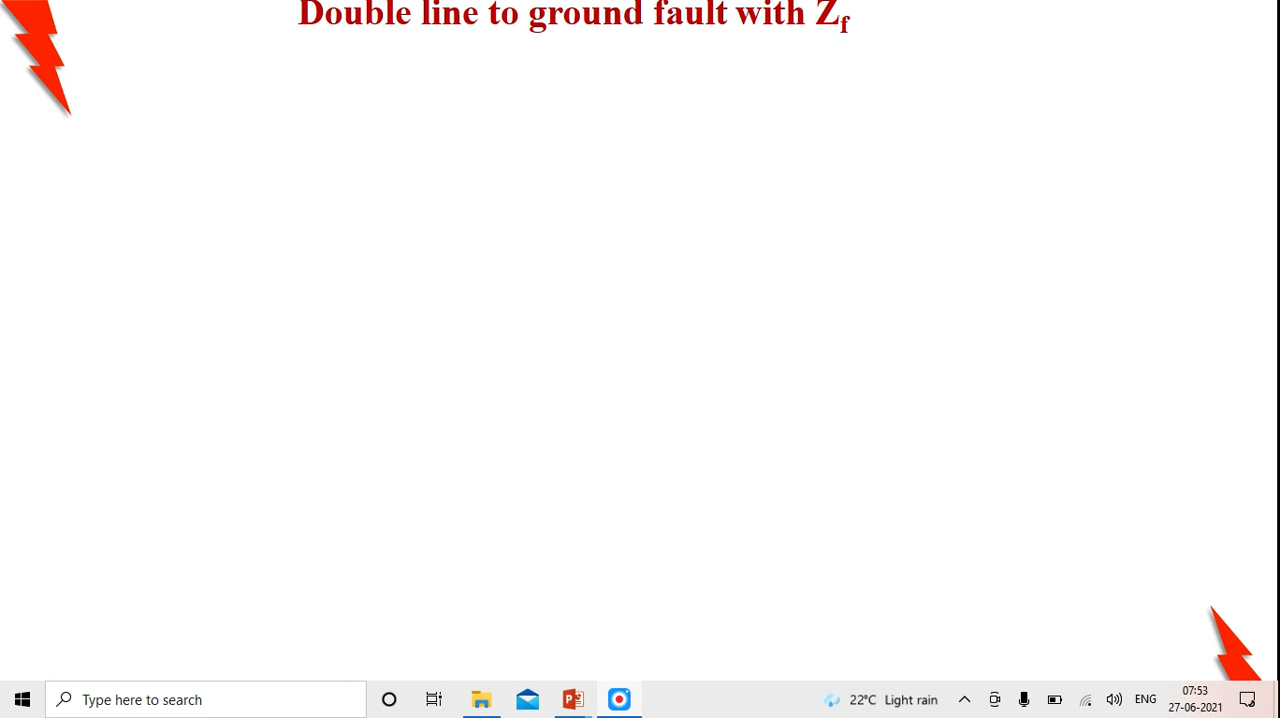 Double line to ground fault with Zf
Type here to search
22°C Light rain
ENG
07:53
27-06-2021